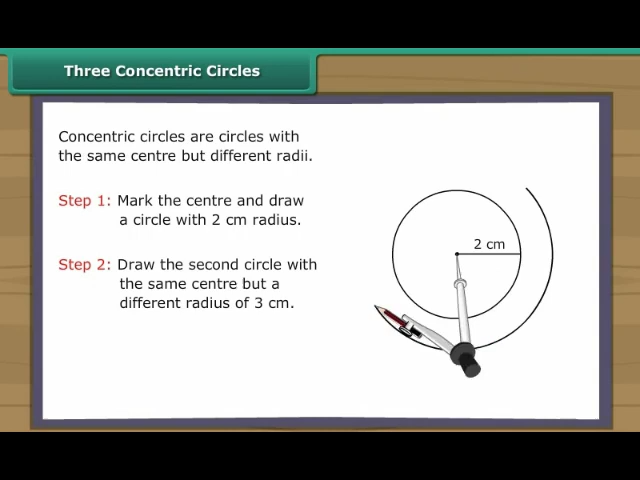 Three Concentric Circles
Concentric circles are circles with
the same centre but different radii.
Step 1: Mark the centre and draw
a circle with 2 cm radius.
Step 2: Draw the second circle with
the same centre but a
different radius of 3 cm.
2 cm